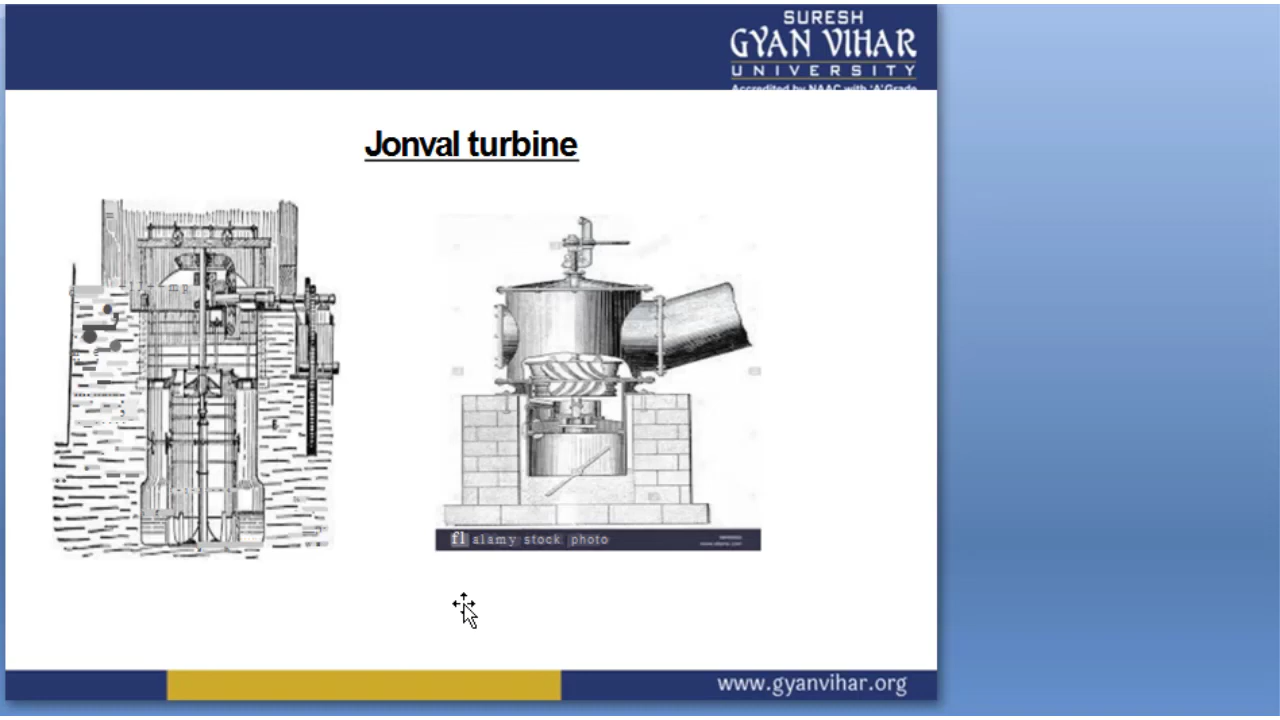 SURESH
GYAN VIHAR
UNIVERSITY
Accredited by NAAC with 'A' Grade
Jonval turbine
alamy stock photo
www.gyanvihar.org